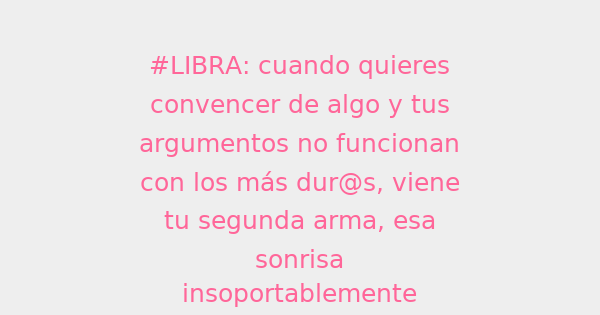 #LIBRA: cuando quieres
convencer de algo y tus
argumentos no funcionan
con los más dur@s, viene
tu segunda arma, esa
sonrisa
insoportablemente